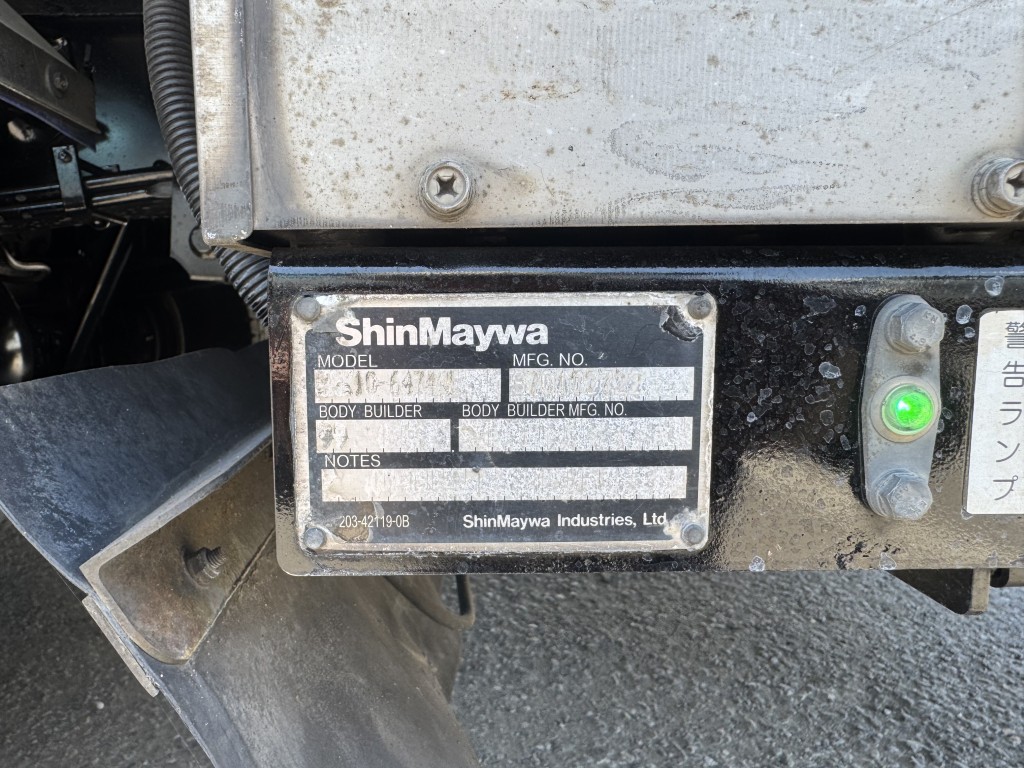 ShinMaywa
MODEL MFG. NO.
BODY BUILDER BODY BUILDER MFG. NO.
NOTES
203-42119-0B ShinMaywa Industries, Ltd
警告ランプ